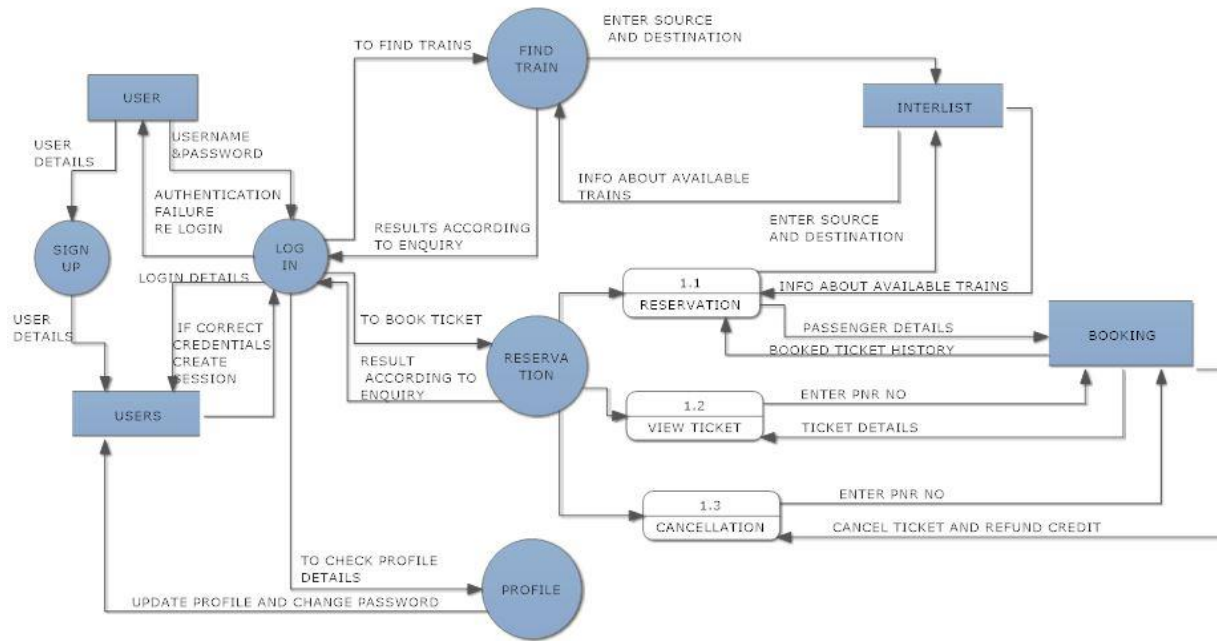 ENTER SOURCE
AND DESTINATION
TO FIND TRAINS
FIND
TRAIN
USER
INTERLIST
USERNAME
&PASSWORD
USER
DETAILS
INFO ABOUT AVAILABLE
TRAINS
AUTHENTICATION
FAILURE
RE LOGIN
ENTER SOURCE
AND DESTINATION
RESULTS ACCORDING
TO ENQUIRY
SIGN
UP
LOG
IN
LOGIN DETAILS
1.1
RESERVATION
INFO ABOUT AVAILABLE TRAINS
USER
DETAILS
TO BOOK TICKET
IF CORRECT
CREDENTIALS
CREATE
SESSION
PASSENGER DETAILS
BOOKING
BOOKED TICKET HISTORY
RESERVA
TION
RESULT
ACCORDING TO
ENQUIRY
1.2
VIEW TICKET
ENTER PNR NO
USERS
TICKET DETAILS
1.3
CANCELLATION
ENTER PNR NO
CANCEL TICKET AND REFUND CREDIT
TO CHECK PROFILE
DETAILS
PROFILE
UPDATE PROFILE AND CHANGE PASSWORD